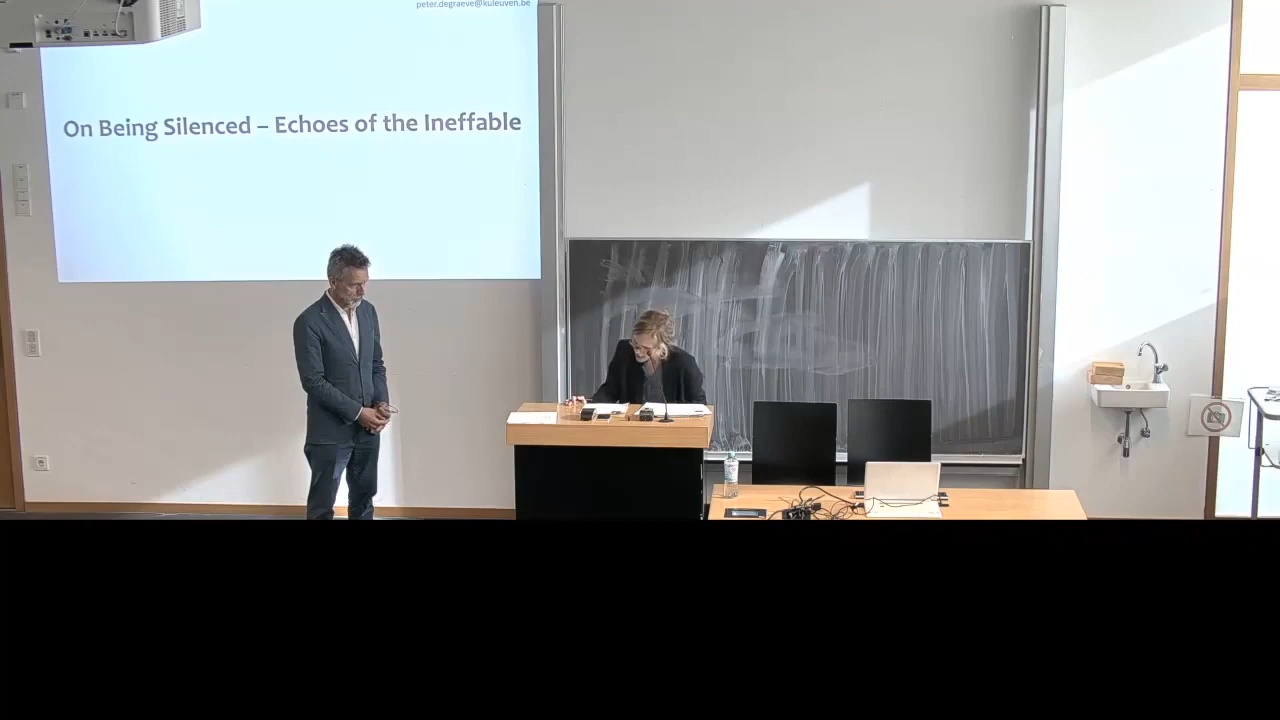 peter.degraeve@kuleuven.be
On Being Silenced – Echoes of the Ineffable